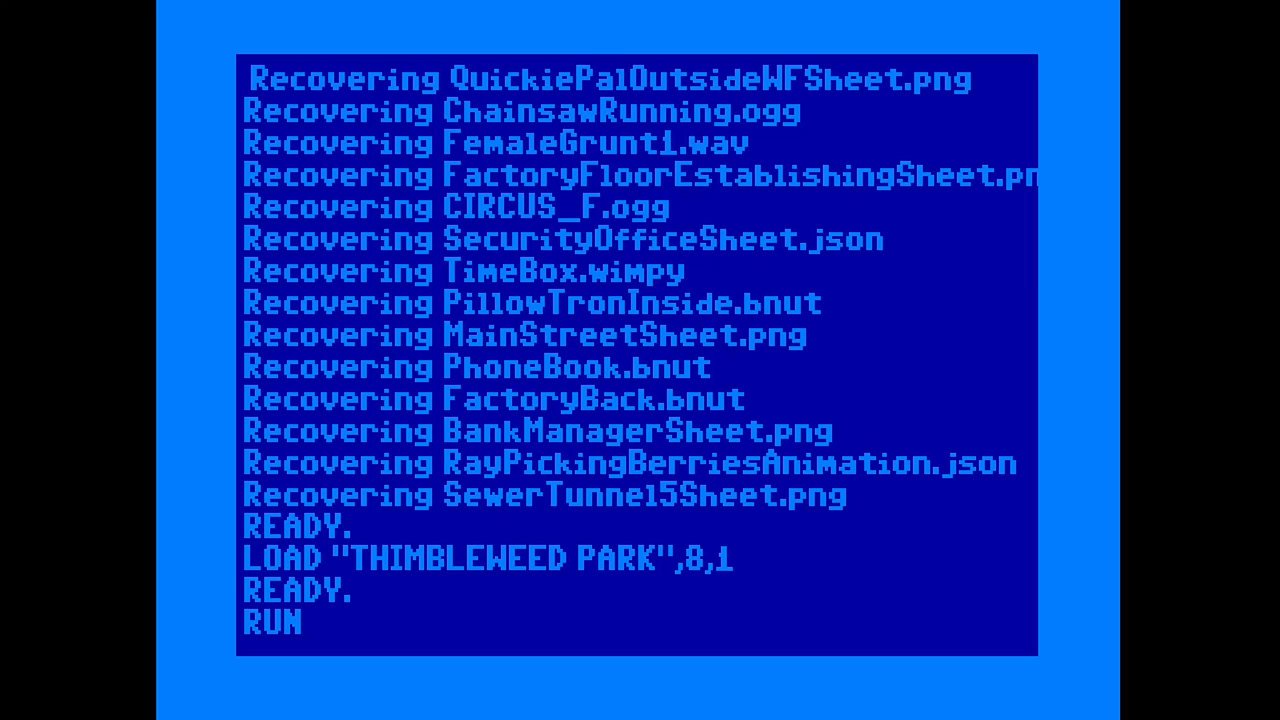 Recovering QuickiePalOutsideWFSheet.png
Recovering ChainsawRunning.ogg
Recovering FemaleGrunt1.wav
Recovering FactoryFloorEstablishingSheet.pn
Recovering CIRCUS_F.ogg
Recovering SecurityOfficeSheet.json
Recovering TimeBox.wimpy
Recovering PillowTronInside.bnut
Recovering MainStreetSheet.png
Recovering PhoneBook.bnut
Recovering FactoryBack.bnut
Recovering BankManagerSheet.png
Recovering RayPickingBerriesAnimation.json
Recovering SewerTunnel5Sheet.png
READY.
LOAD "THIMBLEWEED PARK",8,1
READY.
RUN